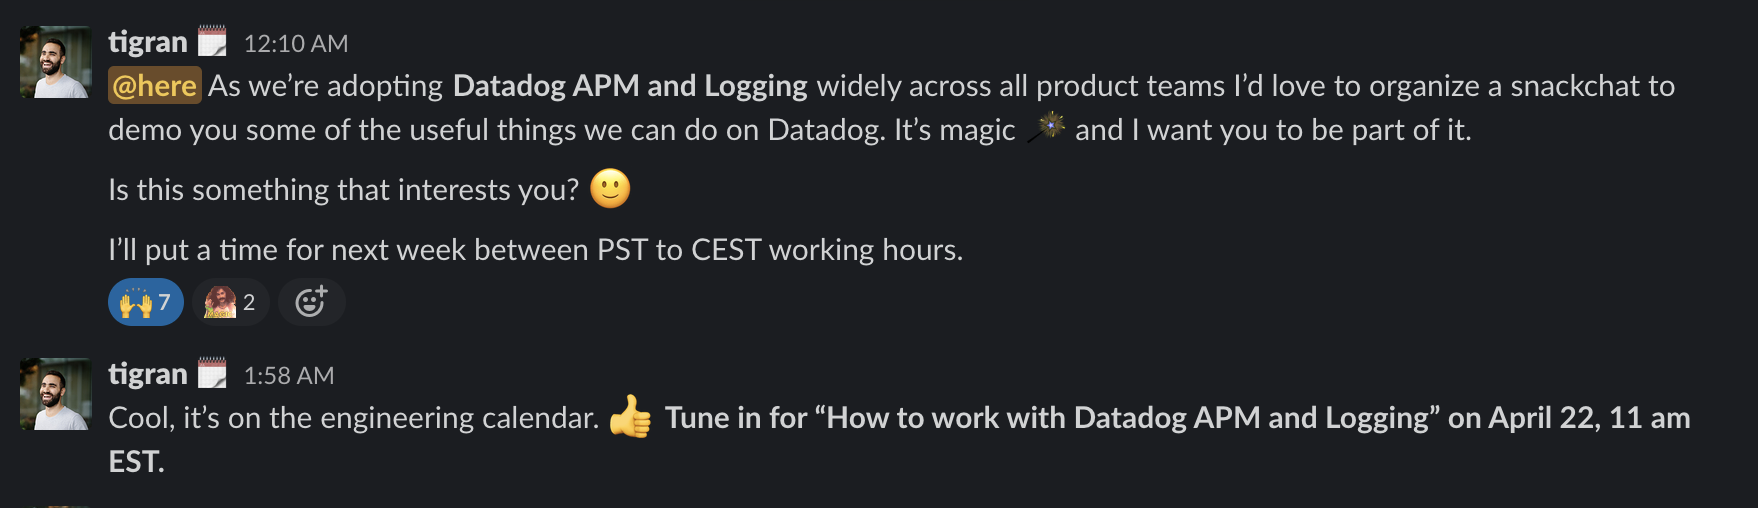 tigran 12:10 AM
@here As we're adopting Datadog APM and Logging widely across all product teams I'd love to organize a snackchat to
demo you some of the useful things we can do on Datadog. It's magic and I want you to be part of it.
Is this something that interests you?
I'll put a time for next week between PST to CEST working hours.
7 2
tigran 1:58 AM
Cool, it's on the engineering calendar. Tune in for “How to work with Datadog APM and Logging” on April 22, 11 am
EST.